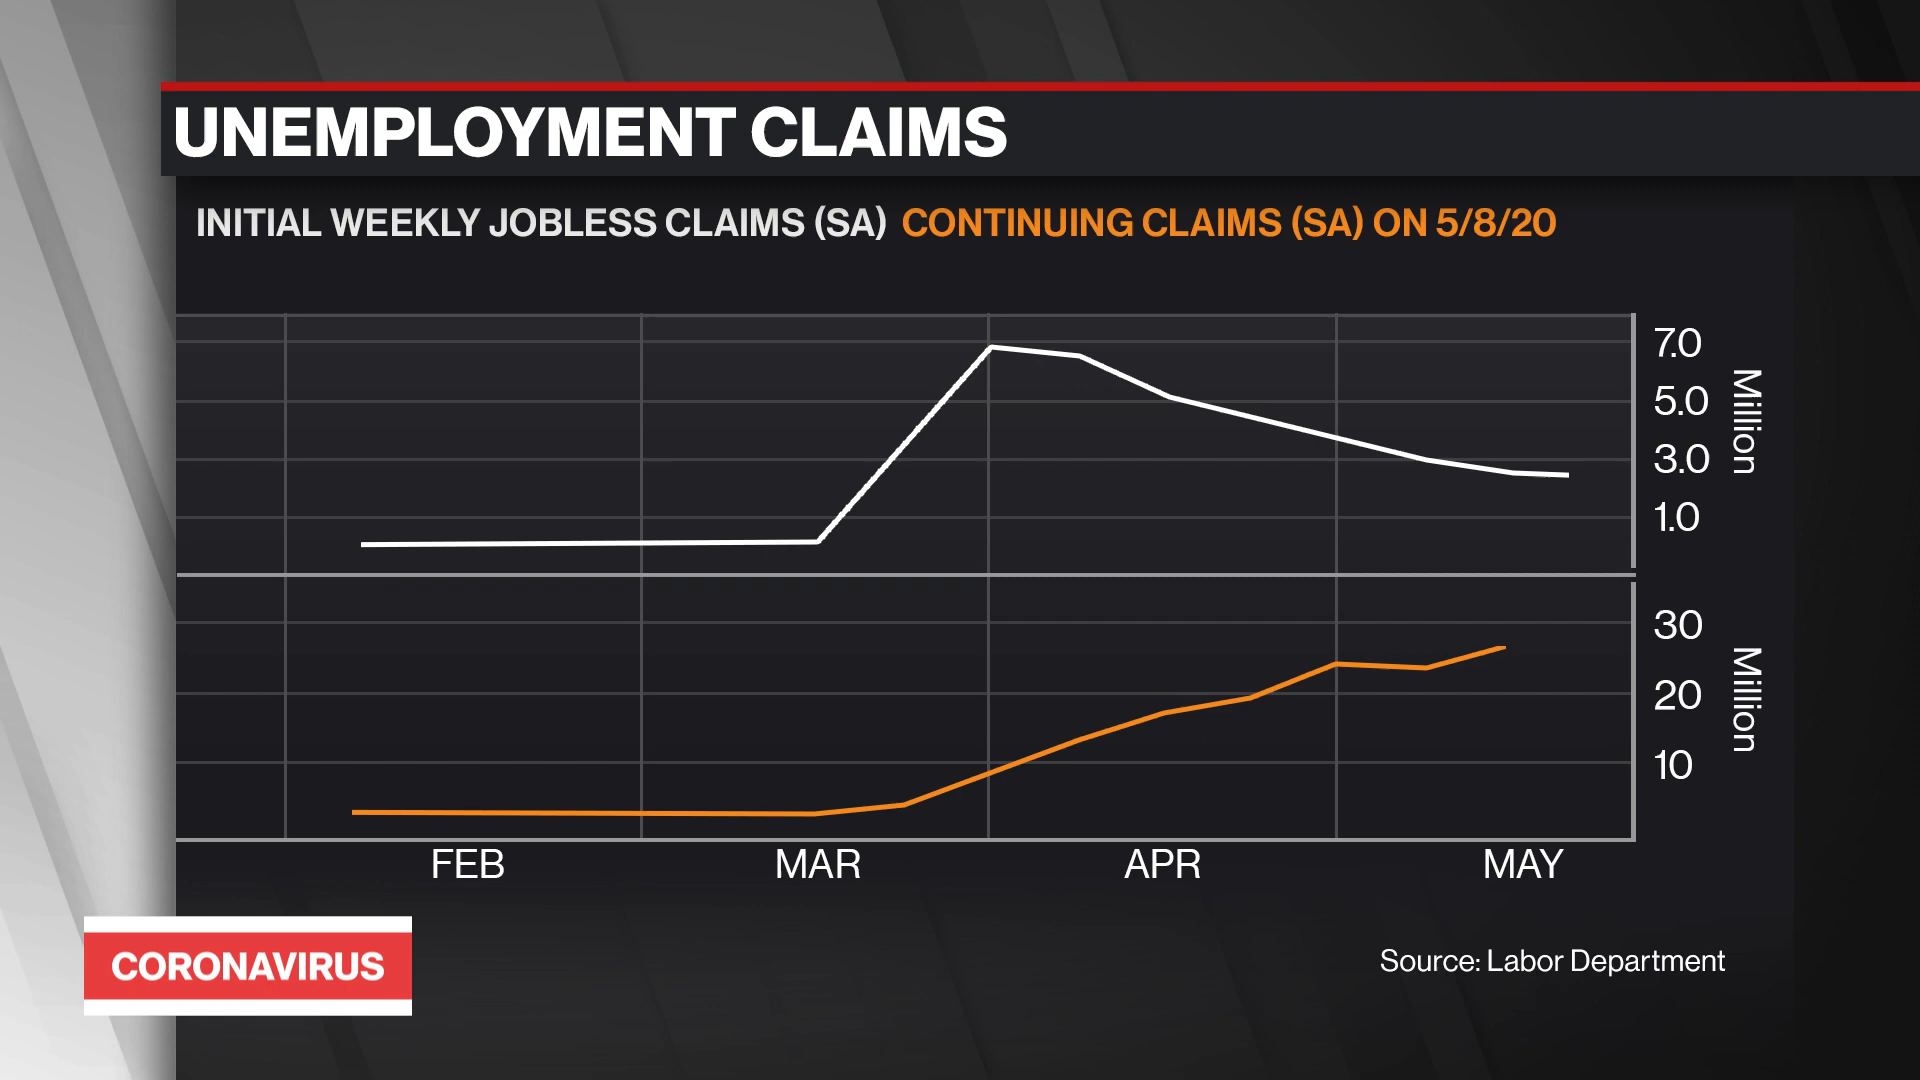 UNEMPLOYMENT CLAIMS
INITIAL WEEKLY JOBLESS CLAIMS (SA) CONTINUING CLAIMS (SA) ON 5/8/20
7.0
5.0
3.0
1.0
Million
30
20
10
Million
FEB MAR APR MAY
CORONAVIRUS
Source: Labor Department